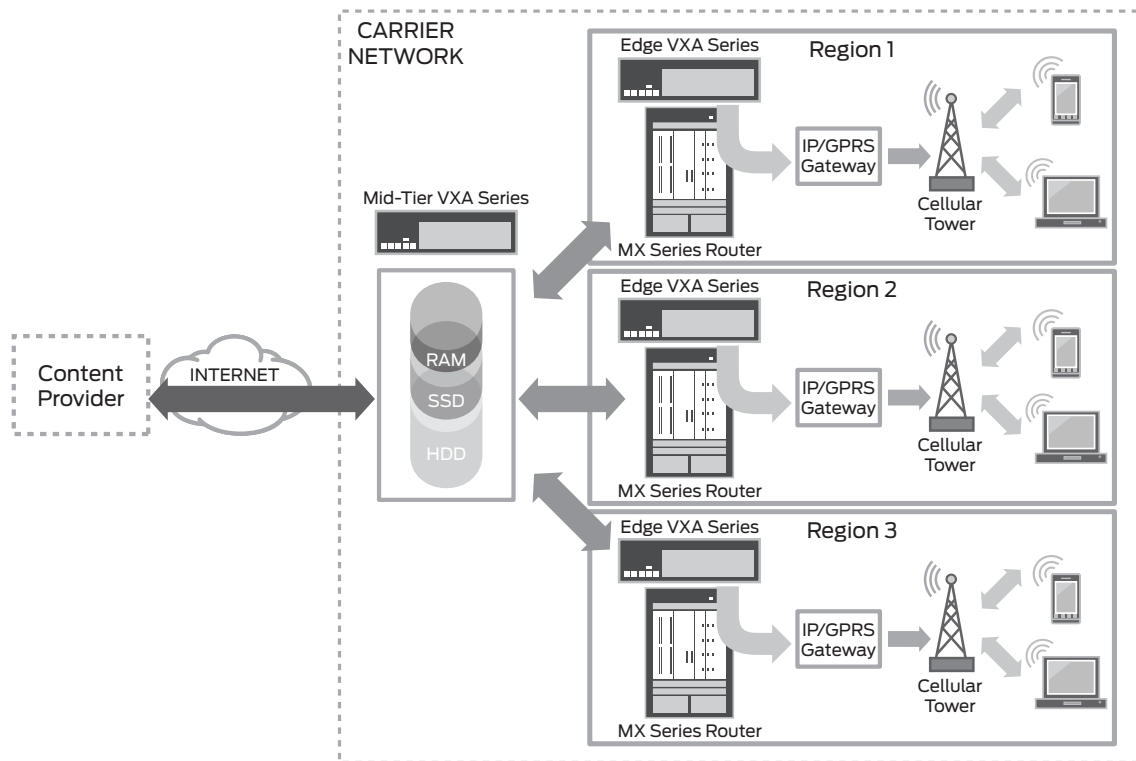 CARRIER
NETWORK
Content
Provider
INTERNET
Mid-Tier VXA Series
RAM
SSD
HDD
Edge VXA Series
Region 1
MX Series Router
IP/GPRS
Gateway
Cellular
Tower
Edge VXA Series
Region 2
MX Series Router
IP/GPRS
Gateway
Cellular
Tower
Edge VXA Series
Region 3
MX Series Router
IP/GPRS
Gateway
Cellular
Tower